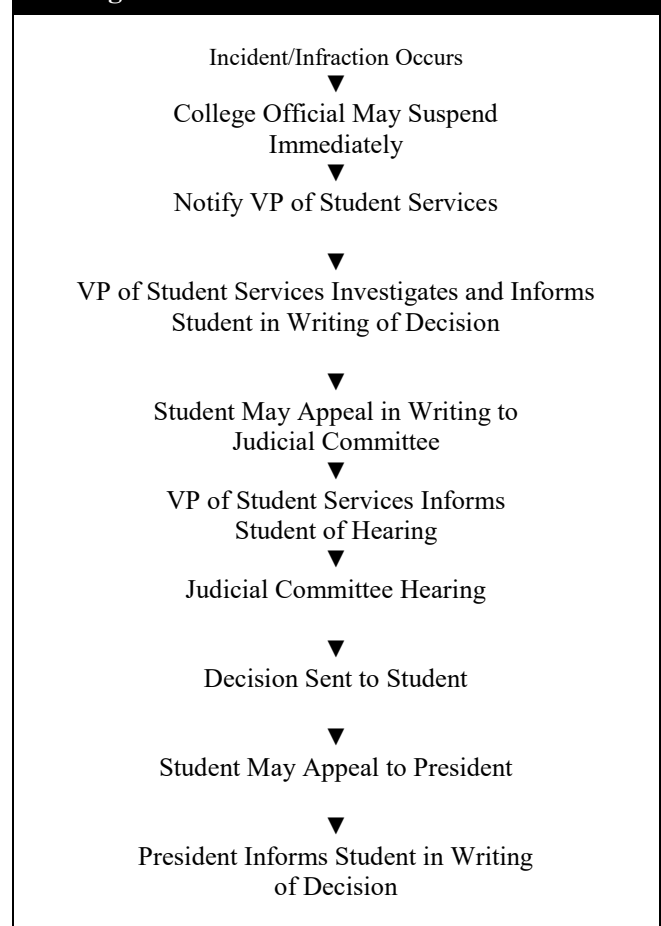 Incident/Infraction Occurs
▼
College Official May Suspend
Immediately
▼
Notify VP of Student Services
▼
VP of Student Services Investigates and Informs
Student in Writing of Decision
▼
Student May Appeal in Writing to
Judicial Committee
▼
VP of Student Services Informs
Student of Hearing
▼
Judicial Committee Hearing
▼
Decision Sent to Student
▼
Student May Appeal to President
▼
President Informs Student in Writing
of Decision